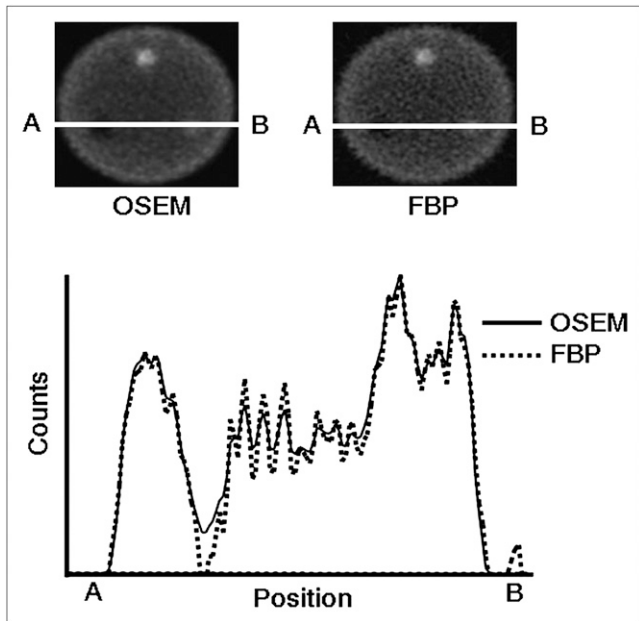 A B A B
OSEM FBP
OSEM
FBP
Counts
A Position B